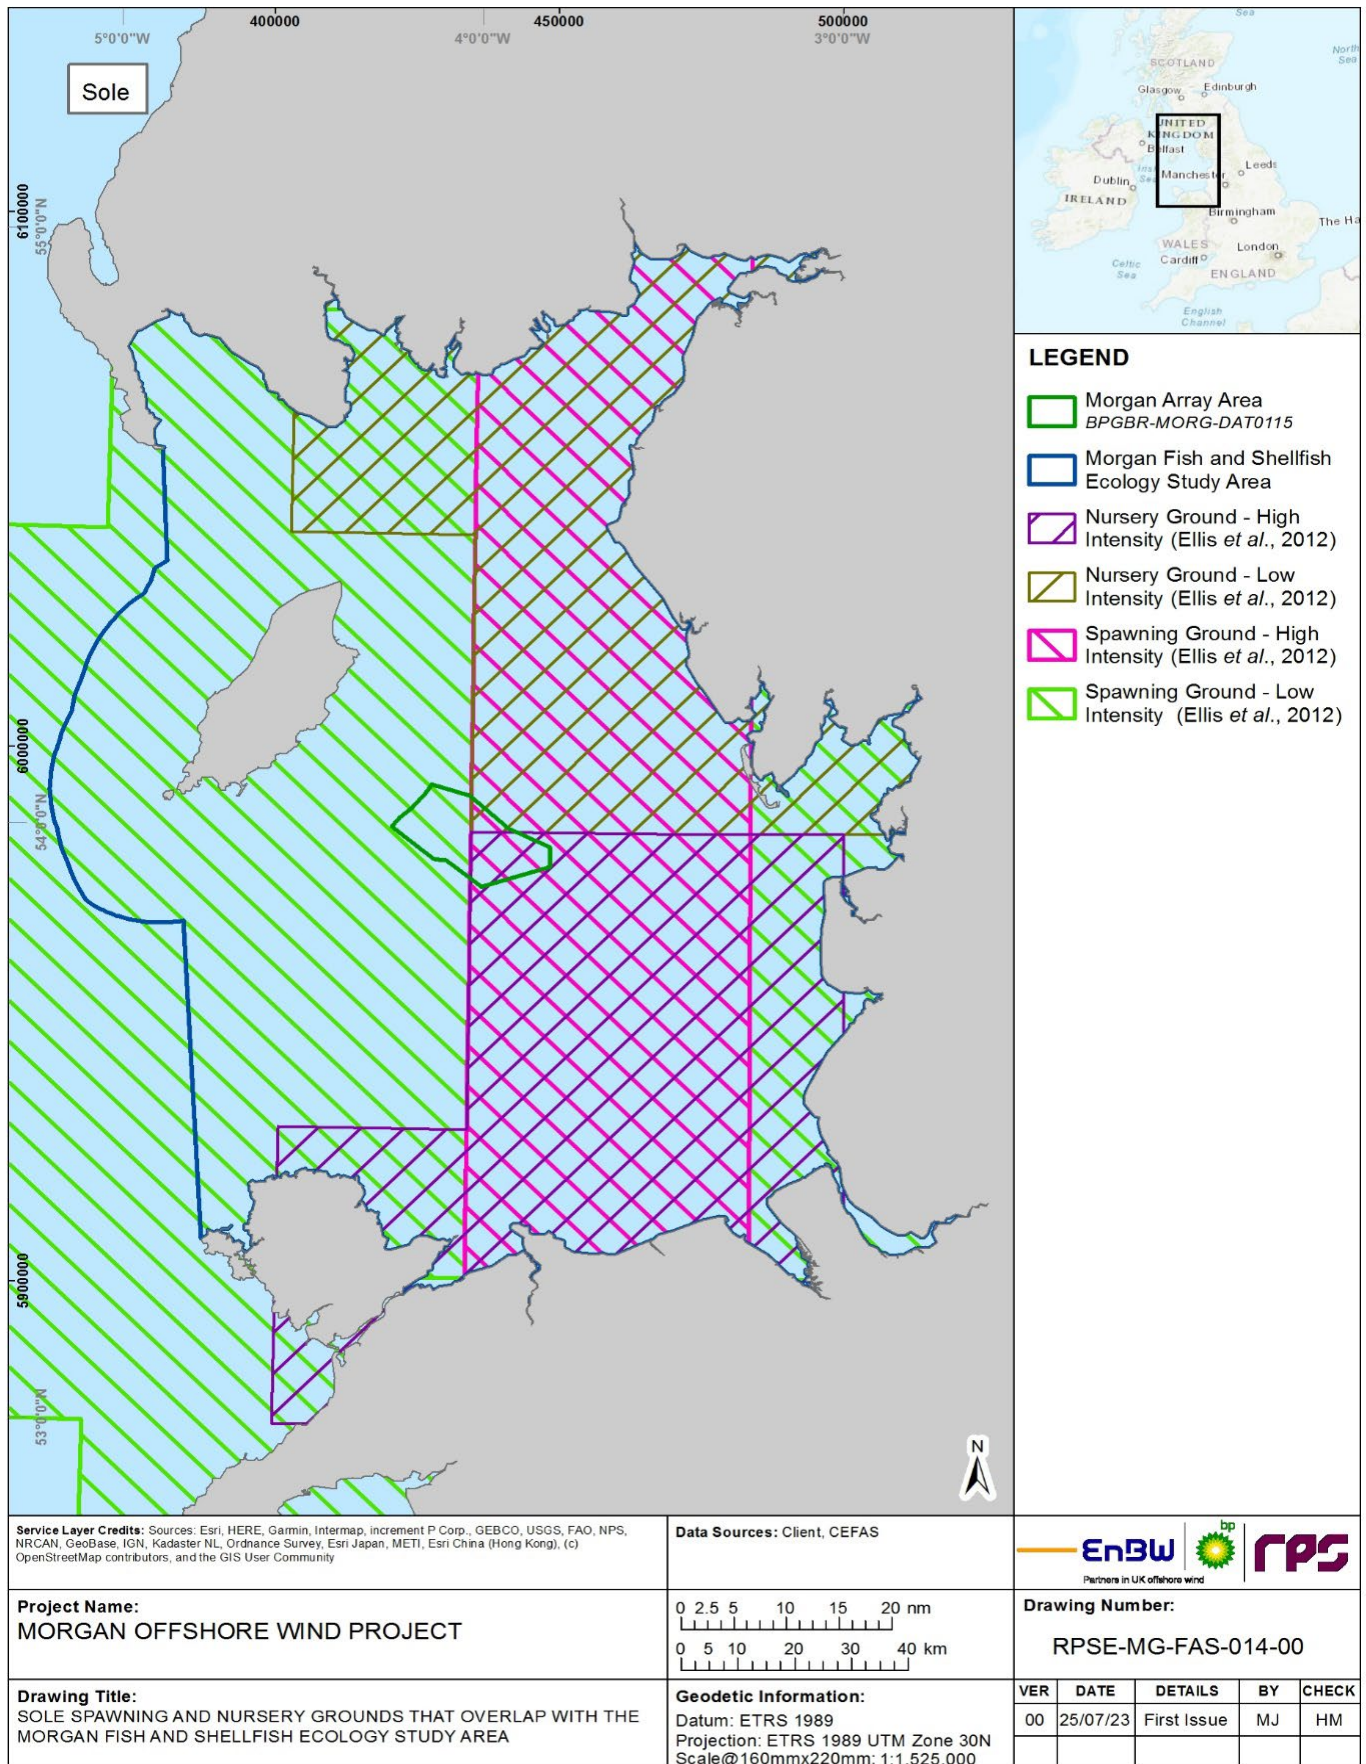 400000
450000
500000
5°0'0"W
4°0'0"W
3°0'0"W
Sole
6100000
55°0'0"N
6000000
54°0'0"N
5900000
53°0'0"N
N
Sea
North
Sea
SCOTLAND
Glasgow
Edinburgh
UNITED
KINGDOM
Belfast
Leeds
Dublin
Sea
Manchester
IRELAND
Birmingham
The Ha
WALES
London
Cardiff
Celtic
Sea
ENGLAND
English
Channel
LEGEND
Morgan Array Area
BPGBR-MORG-DAT0115
Morgan Fish and Shellfish
Ecology Study Area
Nursery Ground - High
Intensity (Ellis et al., 2012)
Nursery Ground - Low
Intensity (Ellis et al., 2012)
Spawning Ground - High
Intensity (Ellis et al., 2012)
Spawning Ground - Low
Intensity (Ellis et al., 2012)
Service Layer Credits: Sources: Esri, HERE, Garmin, Intermap, increment P Corp., GEBCO, USGS, FAO, NPS,
NRCAN, GeoBase, IGN, Kadaster NL, Ordnance Survey, Esri Japan, METI, Esri China (Hong Kong), (c)
OpenStreetMap contributors, and the GIS User Community
Data Sources: Client, CEFAS
EnBW
bp
rps
Partners in UK offshore wind
Project Name:
MORGAN OFFSHORE WIND PROJECT
0 2.5 5 10 15 20 nm
0 5 10 20 30 40 km
Drawing Number:
RPSE-MG-FAS-014-00
Drawing Title:
SOLE SPAWNING AND NURSERY GROUNDS THAT OVERLAP WITH THE
MORGAN FISH AND SHELLFISH ECOLOGY STUDY AREA
Geodetic Information:
Datum: ETRS 1989
Projection: ETRS 1989 UTM Zone 30N
Scale@160mmx220mm: 1:1,525,000
VER DATE DETAILS BY CHECK
00 25/07/23 First Issue MJ HM